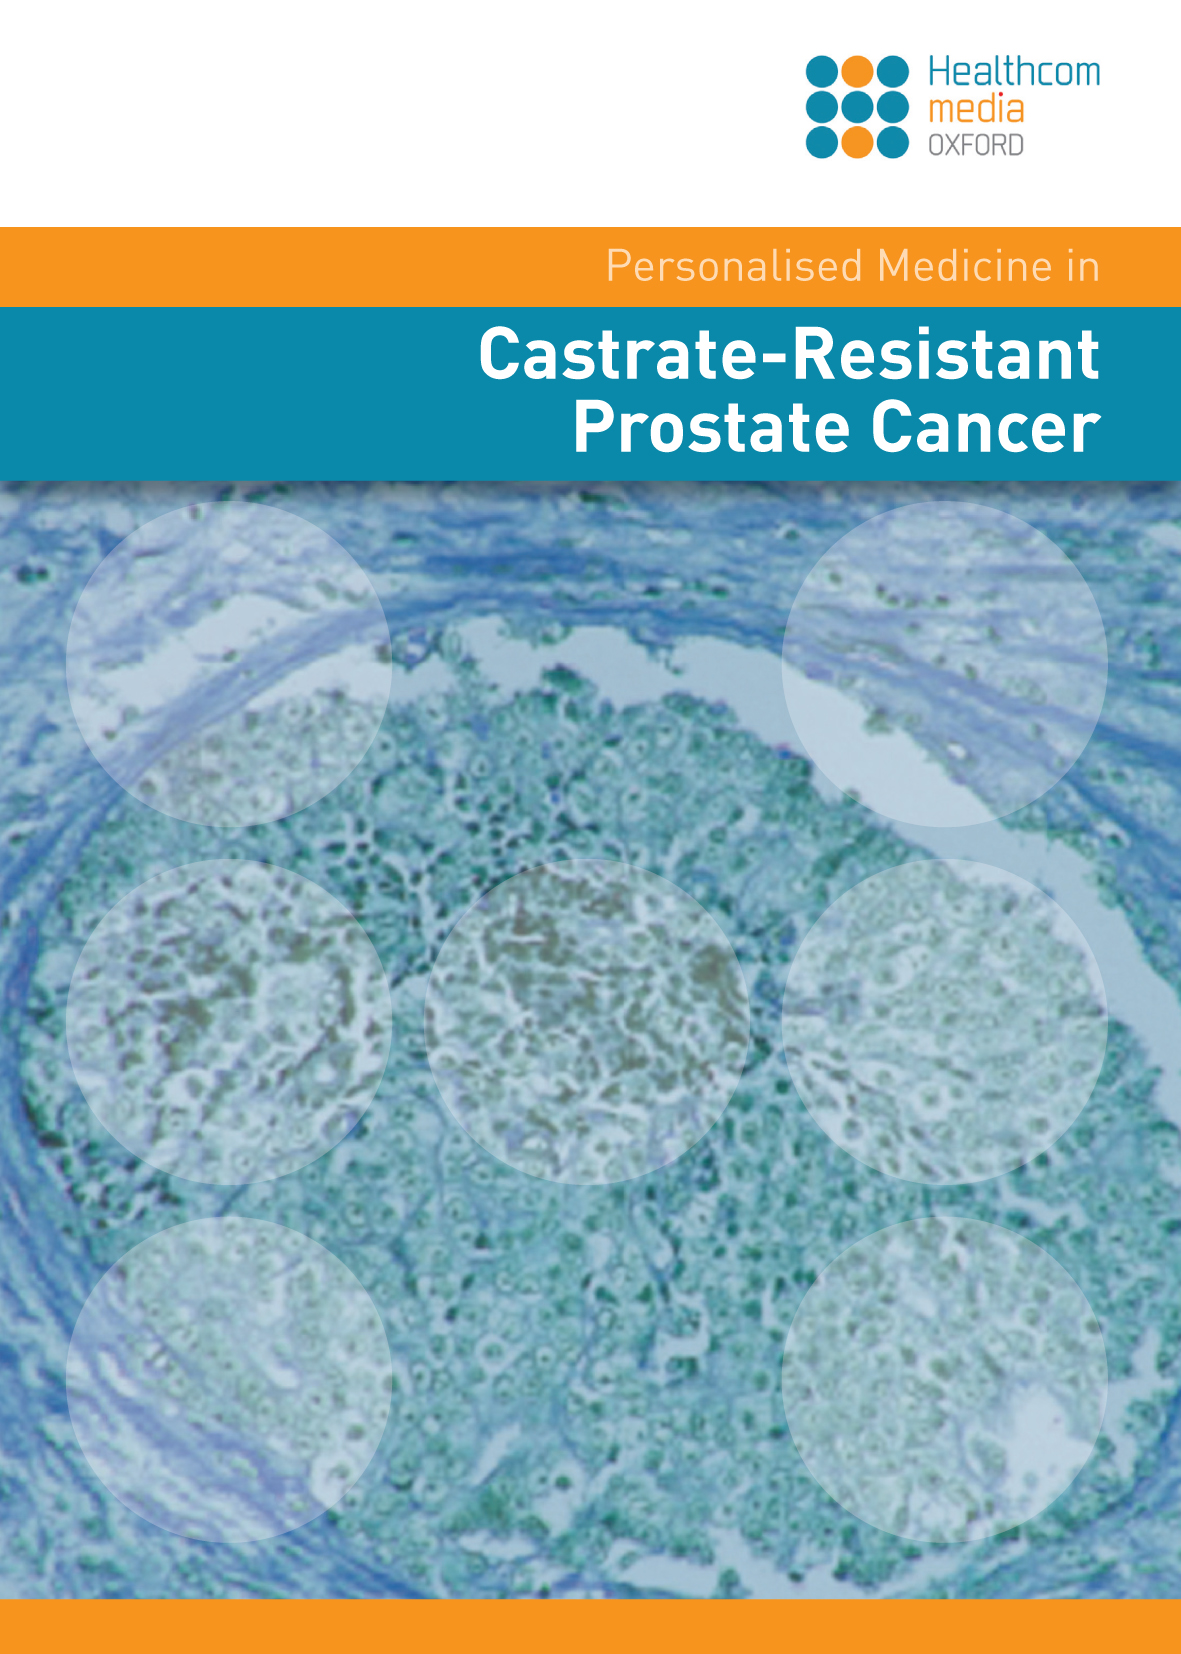 Healthcom
media
OXFORD
Personalised Medicine in
Castrate-Resistant
Prostate Cancer